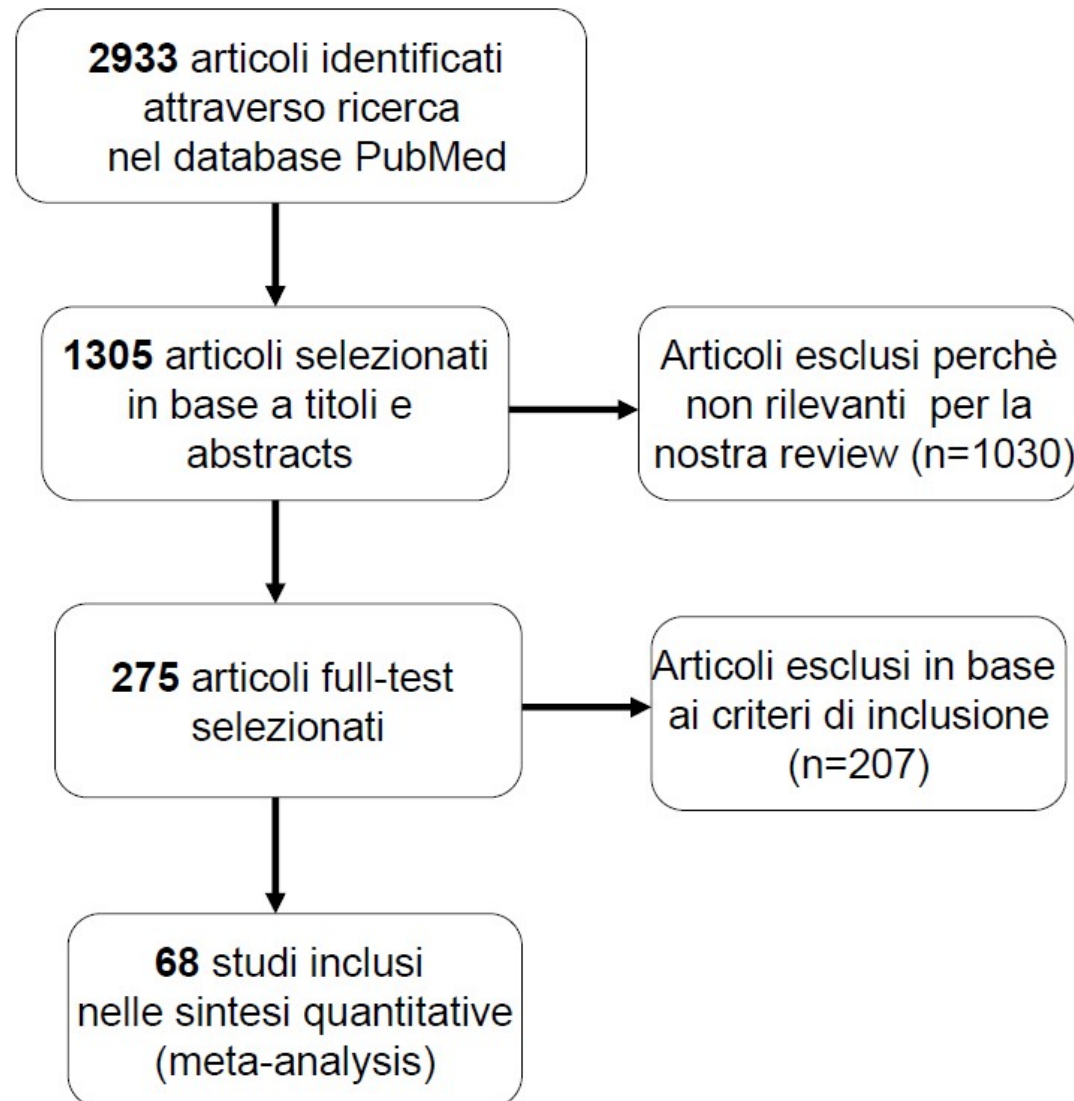 2933 articoli identificati
attraverso ricerca
nel database PubMed
1305 articoli selezionati
in base a titoli e
abstracts
Articoli esclusi perchè
non rilevanti per la
nostra review (n=1030)
275 articoli full-test
selezionati
Articoli esclusi in base
ai criteri di inclusione
(n=207)
68 studi inclusi
nelle sintesi quantitative
(meta-analysis)